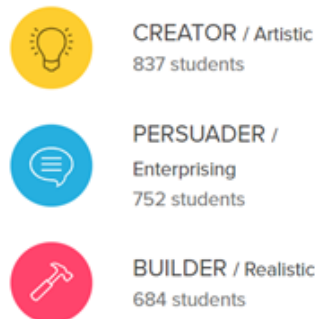 CREATOR / Artistic
837 students
PERSUADER /
Enterprising
752 students
BUILDER / Realistic
684 students